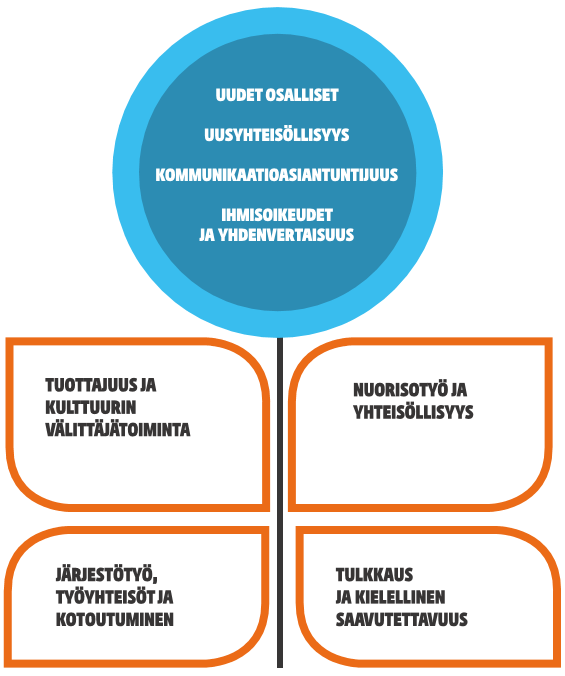 UUDET OSALLISET
UUSYHTEISÖLLISYYS
KOMMUNIKAATIOASIANTUNTIJUUS
IHMISOIKEUDET
JA YHDENVERTAISUUS
TUOTTAJUUS JA
KULTTUURIN
VÄLITTÄJÄTOIMINTA
NUORISOTYÖ JA
YHTEISÖLLISYYS
JÄRJESTÖTYÖ,
TYÖYHTEISÖT JA
KOTOUTUMINEN
TULKKAUS
JA KIELELLINEN
SAAVUTETTAVUUS